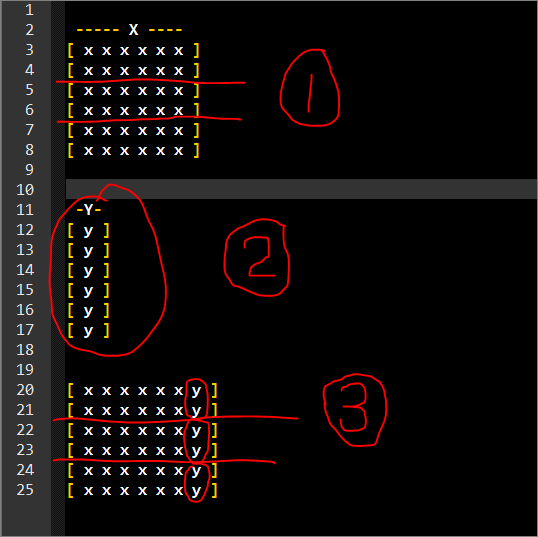 1
2 ----- X ----
3 [ x x x x x x ]
4 [ x x x x x x ]
5 [ x x x x x x ]
6 [ x x x x x x ]
7 [ x x x x x x ]
8 [ x x x x x x ]
1
9
10
11 -Y-
12 [ y ]
13 [ y ]
14 [ y ]
15 [ y ]
16 [ y ]
17 [ y ]
2
18
19
20 [ x x x x x x y ]
21 [ x x x x x x y ]
22 [ x x x x x x y ]
23 [ x x x x x x y ]
24 [ x x x x x x y ]
25 [ x x x x x x y ]
3